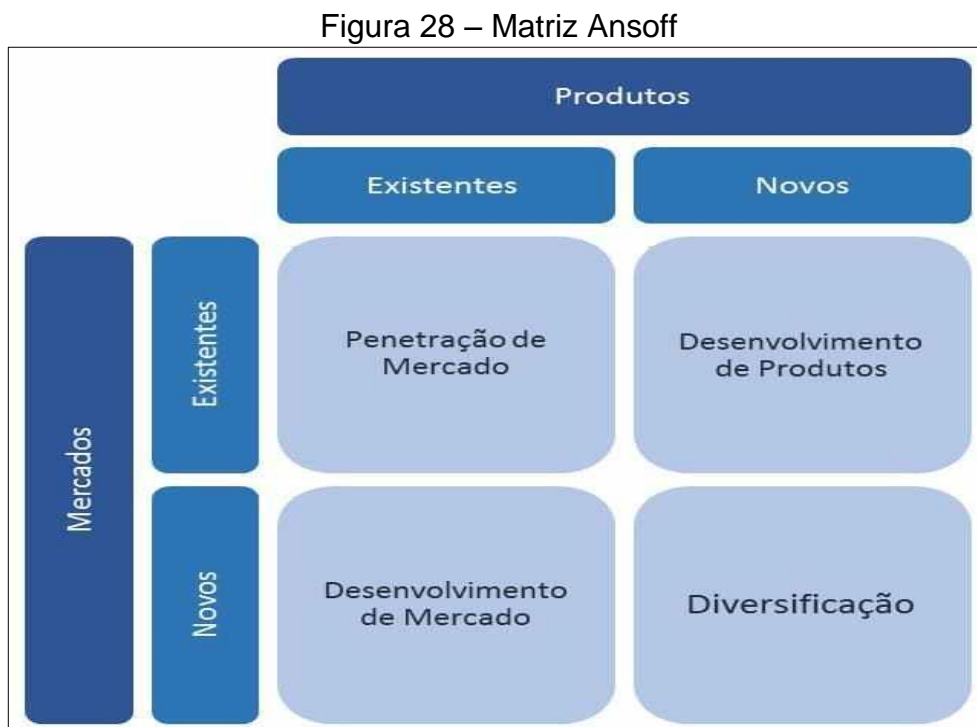 Figura 28 – Matriz Ansoff
Produtos
Existentes
Novos
Mercados
Existentes
Penetração de
Mercado
Desenvolvimento
de Produtos
Novos
Desenvolvimento
de Mercado
Diversificação